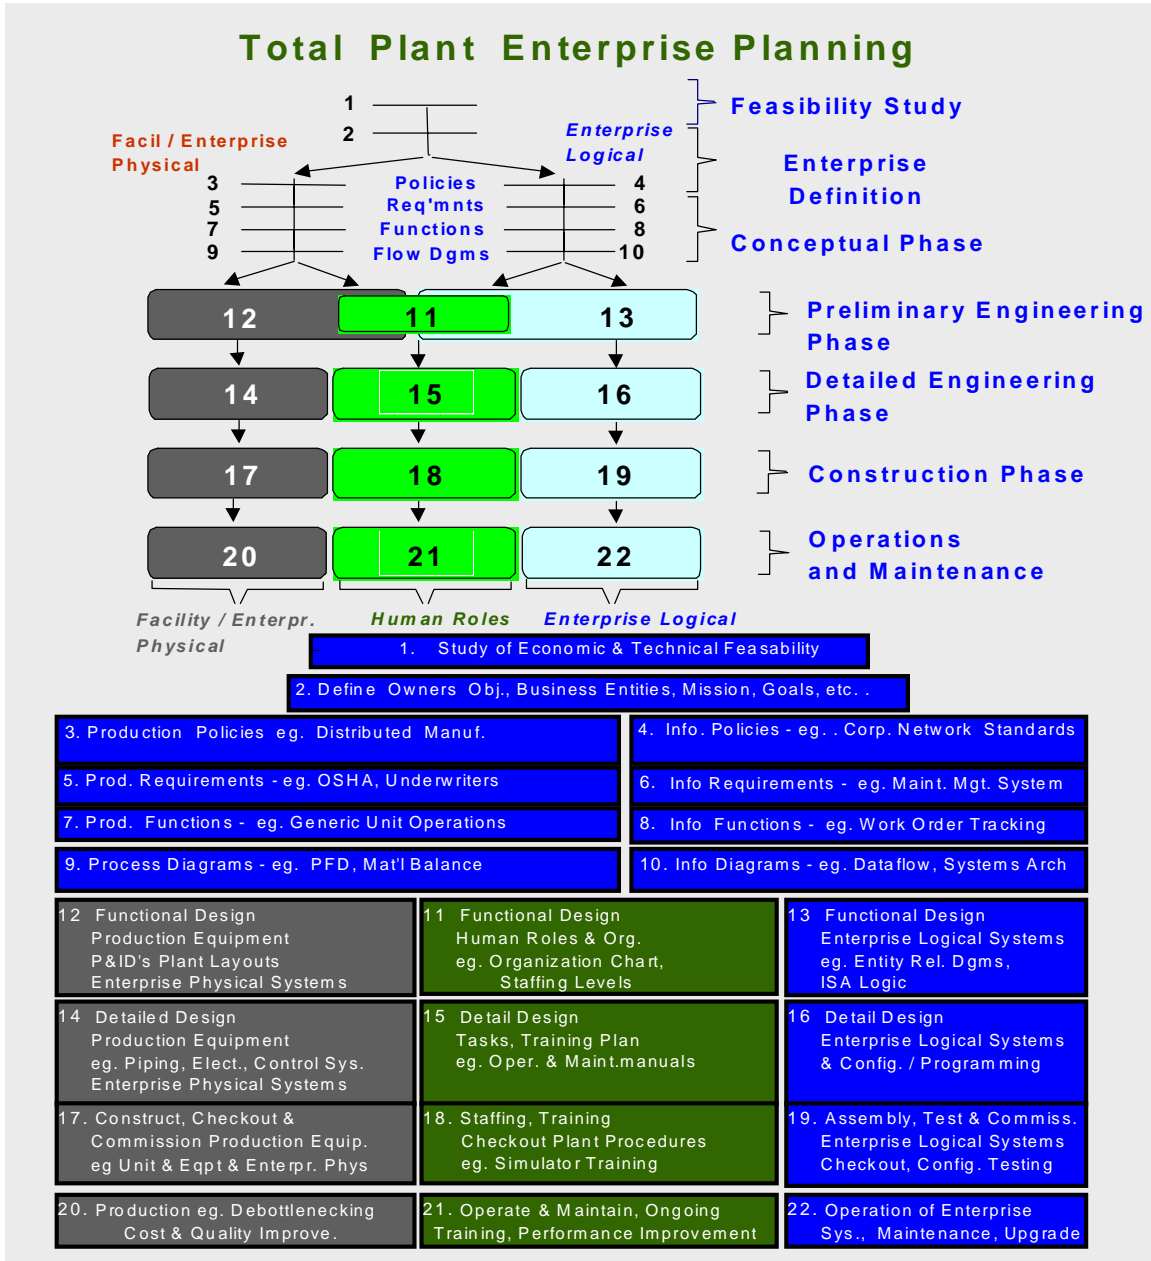 Total Plant Enterprise Planning
1
Feasibility Study
2
Facil / Enterprise
Physical
Enterprise
Logical
Enterprise
Definition
3 Policies 4
5 Req'mnts 6
7 Functions 8
9 Flow Dgms 10
Conceptual Phase
12 11 13
Preliminary Engineering
Phase
14 15 16
Detailed Engineering
Phase
17 18 19
Construction Phase
20 21 22
Operations
and Maintenance
Facility / Enterpr.
Physical
Human Roles
Enterprise Logical
1. Study of Economic & Technical Feasability
2. Define Owners Obj., Business Entities, Mission, Goals, etc. .
3. Production Policies eg. Distributed Manuf.
4. Info. Policies - eg. . Corp. Network Standards
5. Prod. Requirements - eg. OSHA, Underwriters
6. Info Requirements - eg. Maint. Mgt. System
7. Prod. Functions - eg. Generic Unit Operations
8. Info Functions - eg. Work Order Tracking
9. Process Diagrams - eg. PFD, Mat'l Balance
10. Info Diagrams - eg. Dataflow, Systems Arch
12 Functional Design
Production Equipment
P&ID's Plant Layouts
Enterprise Physical Systems
11 Functional Design
Human Roles & Org.
eg. Organization Chart,
Staffing Levels
13 Functional Design
Enterprise Logical Systems
eg. Entity Rel. Dgms,
ISA Logic
14 Detailed Design
Production Equipment
eg. Piping, Elect., Control Sys.
Enterprise Physical Systems
15 Detail Design
Tasks, Training Plan
eg. Oper. & Maint.manuals
16 Detail Design
Enterprise Logical Systems
& Config. / Programming
17. Construct, Checkout &
Commission Production Equip.
eg Unit & Eqpt & Enterpr. Phys
18. Staffing, Training
Checkout Plant Procedures
eg. Simulator Training
19. Assembly, Test & Commiss.
Enterprise Logical Systems
Checkout, Config. Testing
20. Production eg. Debottlenecking
Cost & Quality Improve.
21. Operate & Maintain, Ongoing
Training, Performance Improvement
22. Operation of Enterprise
Sys., Maintenance, Upgrade